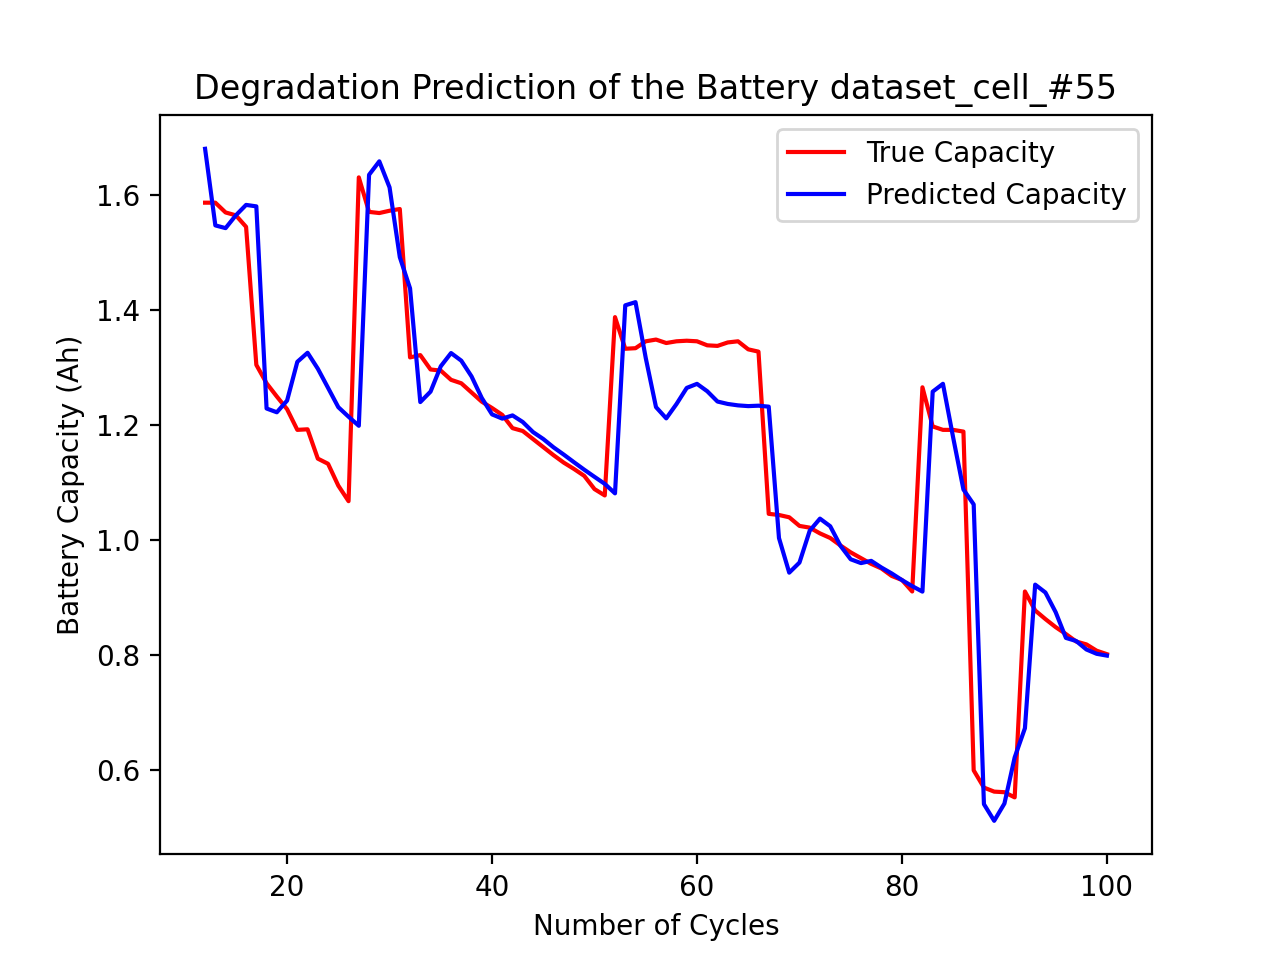 Degradation Prediction of the Battery dataset_cell_#55
True Capacity
Predicted Capacity
Battery Capacity (Ah)
1.6
1.4
1.2
1.0
0.8
0.6
20 40 60 80 100
Number of Cycles